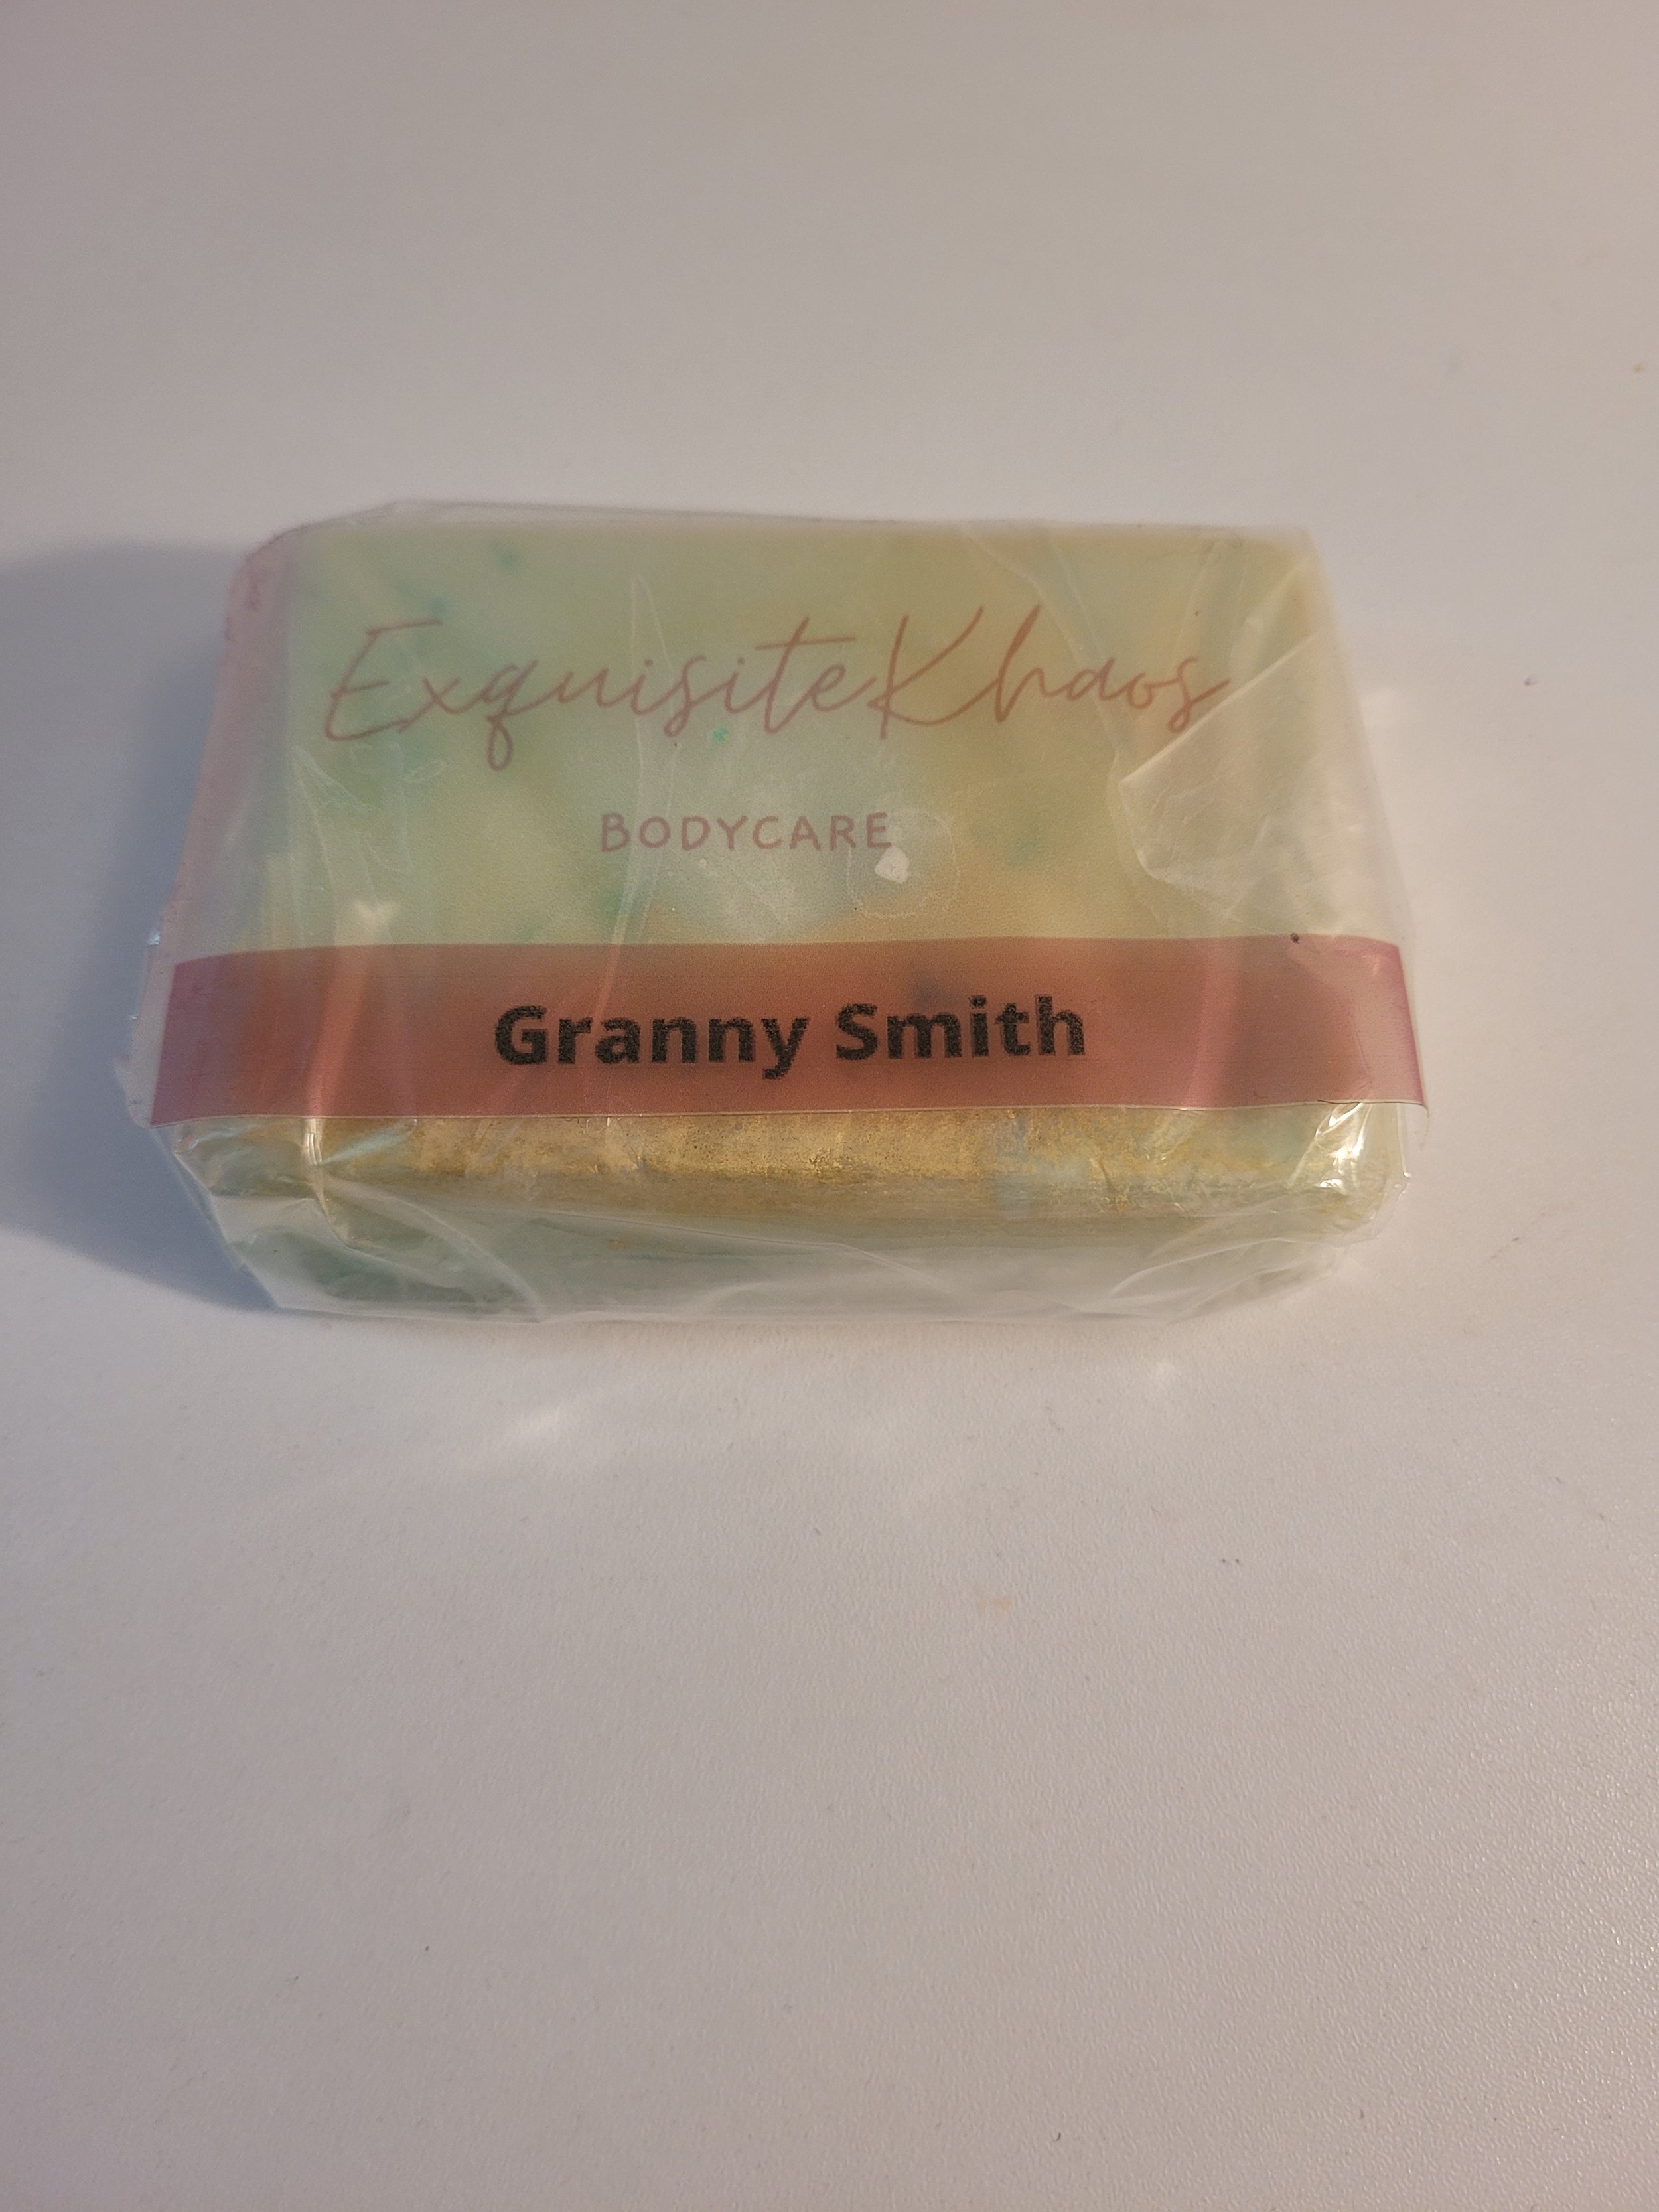 ExquisiteKhaos
BODYCARE
Granny Smith